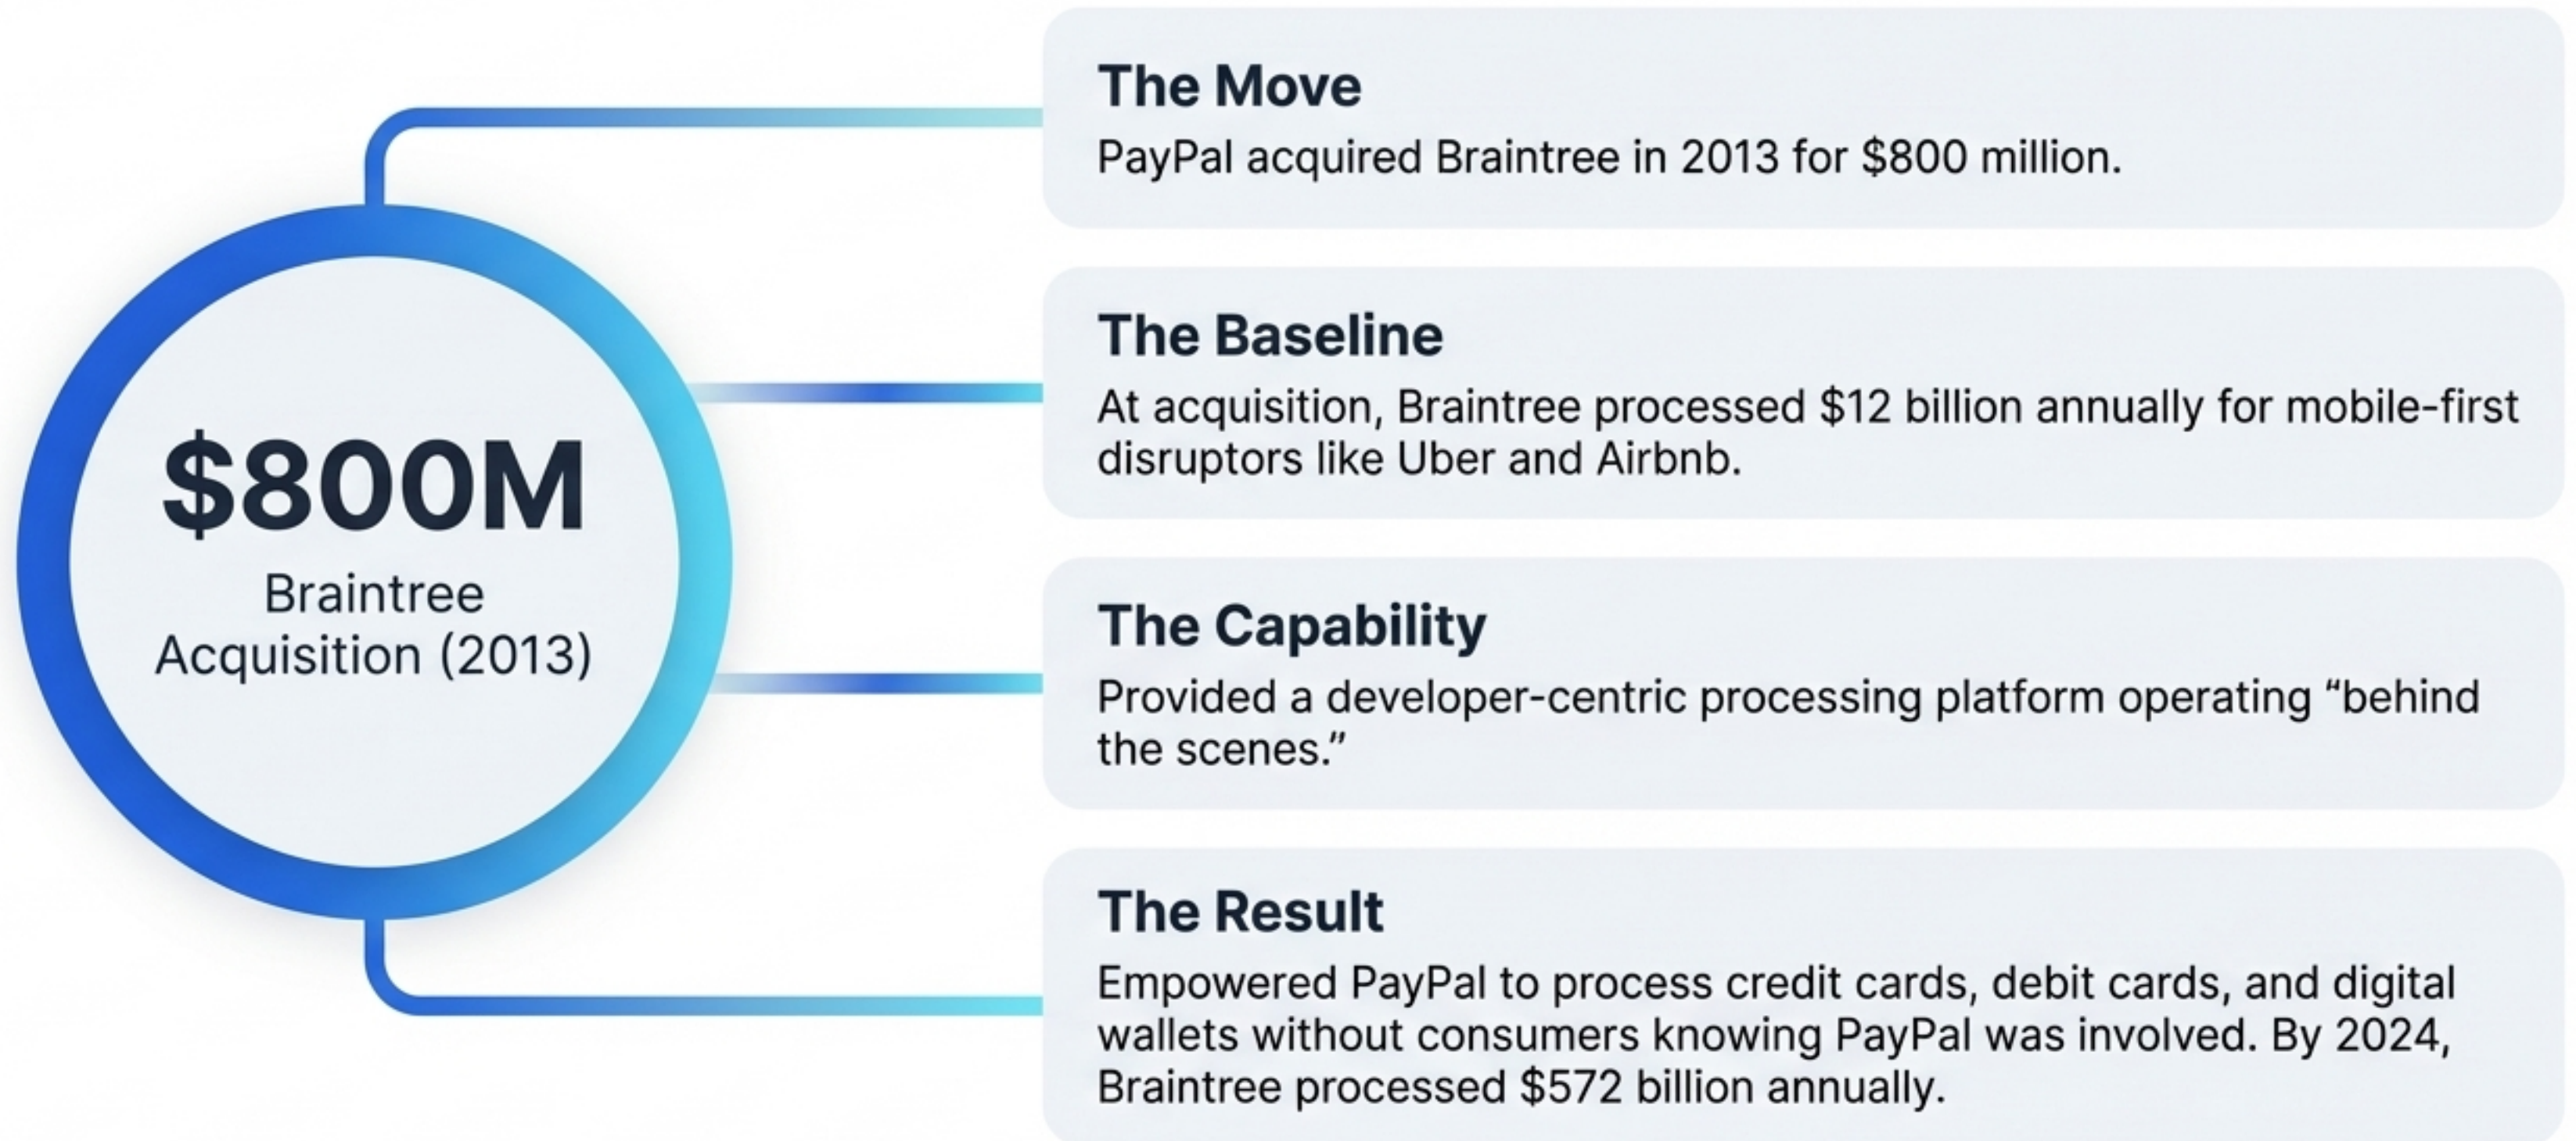 $800M
Braintree
Acquisition (2013)
The Move
PayPal acquired Braintree in 2013 for $800 million.
The Baseline
At acquisition, Braintree processed $12 billion annually for mobile-first
disruptors like Uber and Airbnb.
The Capability
Provided a developer-centric processing platform operating “behind
the scenes.”
The Result
Empowered PayPal to process credit cards, debit cards, and digital
wallets without consumers knowing PayPal was involved. By 2024,
Braintree processed $572 billion annually.